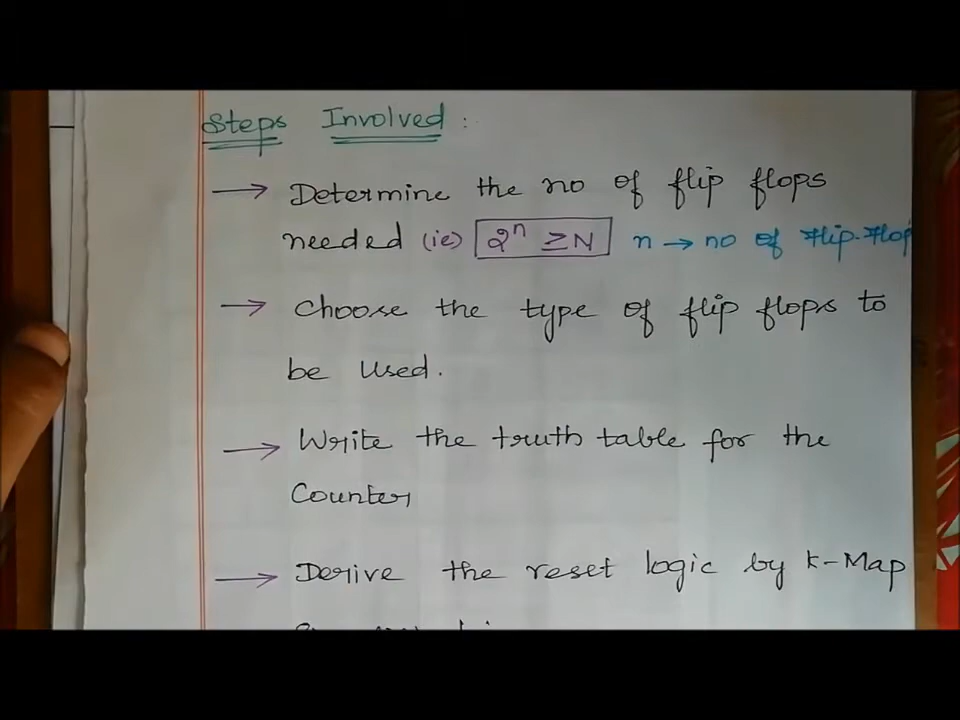 Steps Involved :
→ Determine the no of flip flops
needed (ie) 2ⁿ ≥ N n → no of Flip-Flop
→ Choose the type of flip flops to
be used.
→ Write the truth table for the
Counter
→ Derive the reset logic by K-Map